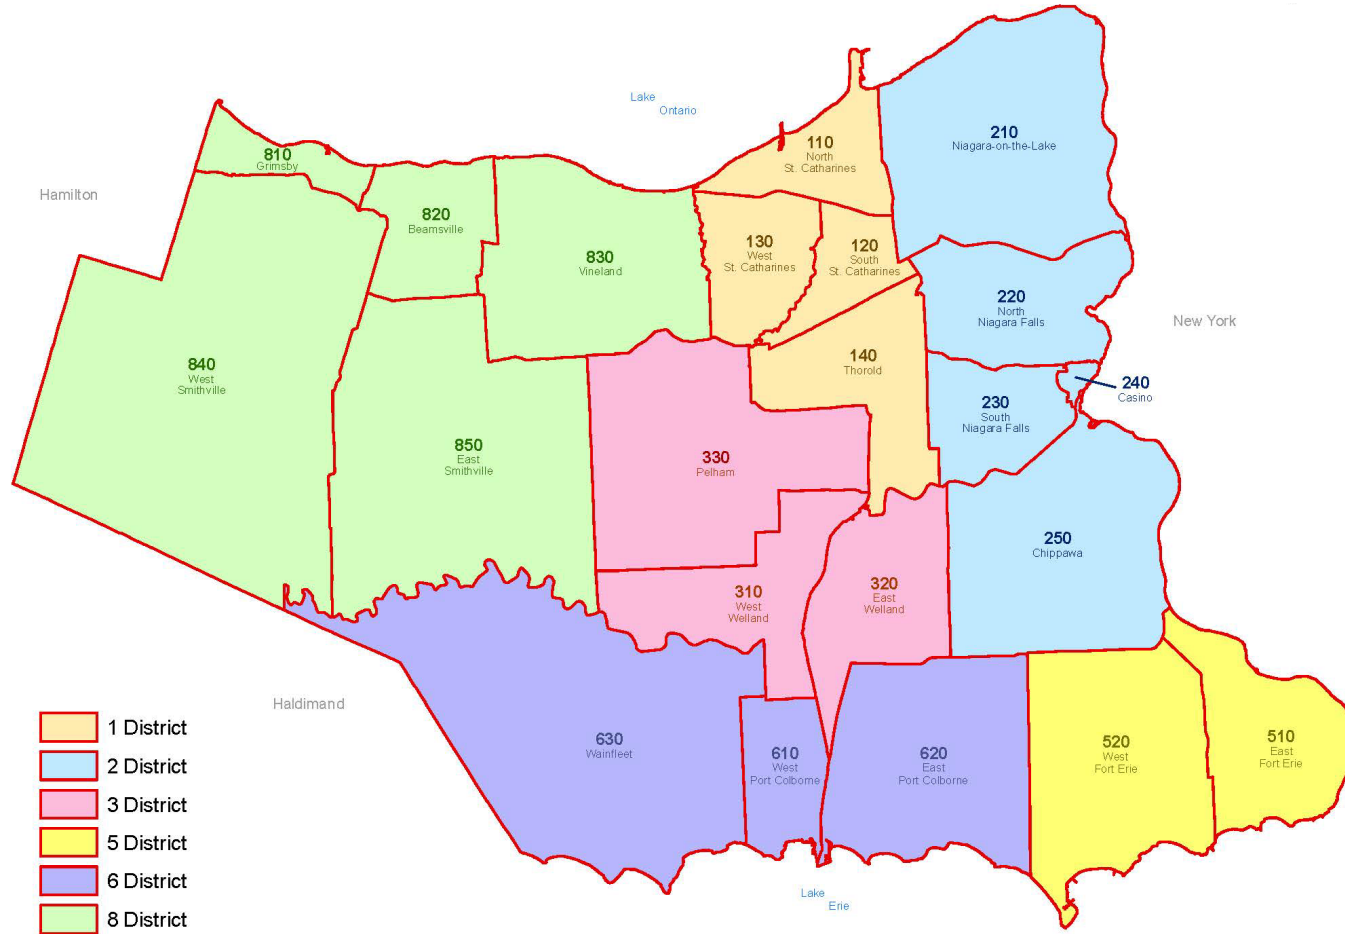 Lake
Ontario
110
North
St. Catharines
210
Niagara-on-the-Lake
810
Grimsby
Hamilton
820
Beamsville
830
Vineland
130
West
St. Catharines
120
South
St. Catharines
220
North
Niagara Falls
New York
840
West
Smithville
140
Thorold
230
South
Niagara Falls
240
Casino
850
East
Smithville
330
Pelham
250
Chippawa
310
West
Welland
320
East
Welland
Haldimand
630
Wainfleet
610
West
Port Colborne
620
East
Port Colborne
520
West
Fort Erie
510
East
Fort Erie
1 District
2 District
3 District
5 District
6 District
8 District
Lake
Erie